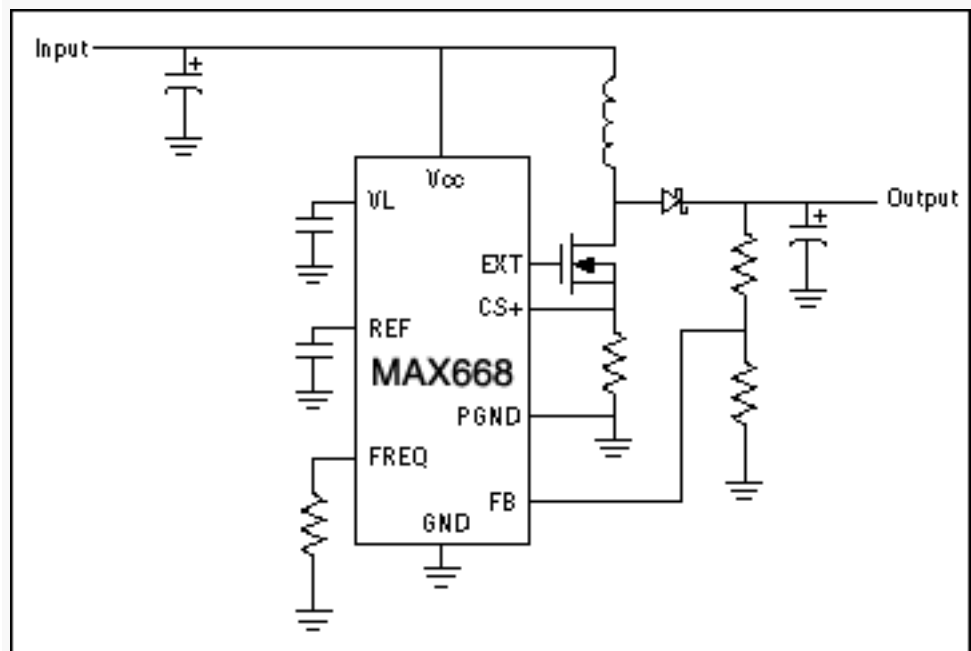 Input
Vcc
VL
Output
EXT
CS+
REF
MAX668
PGND
FREQ
FB
GND
+
+